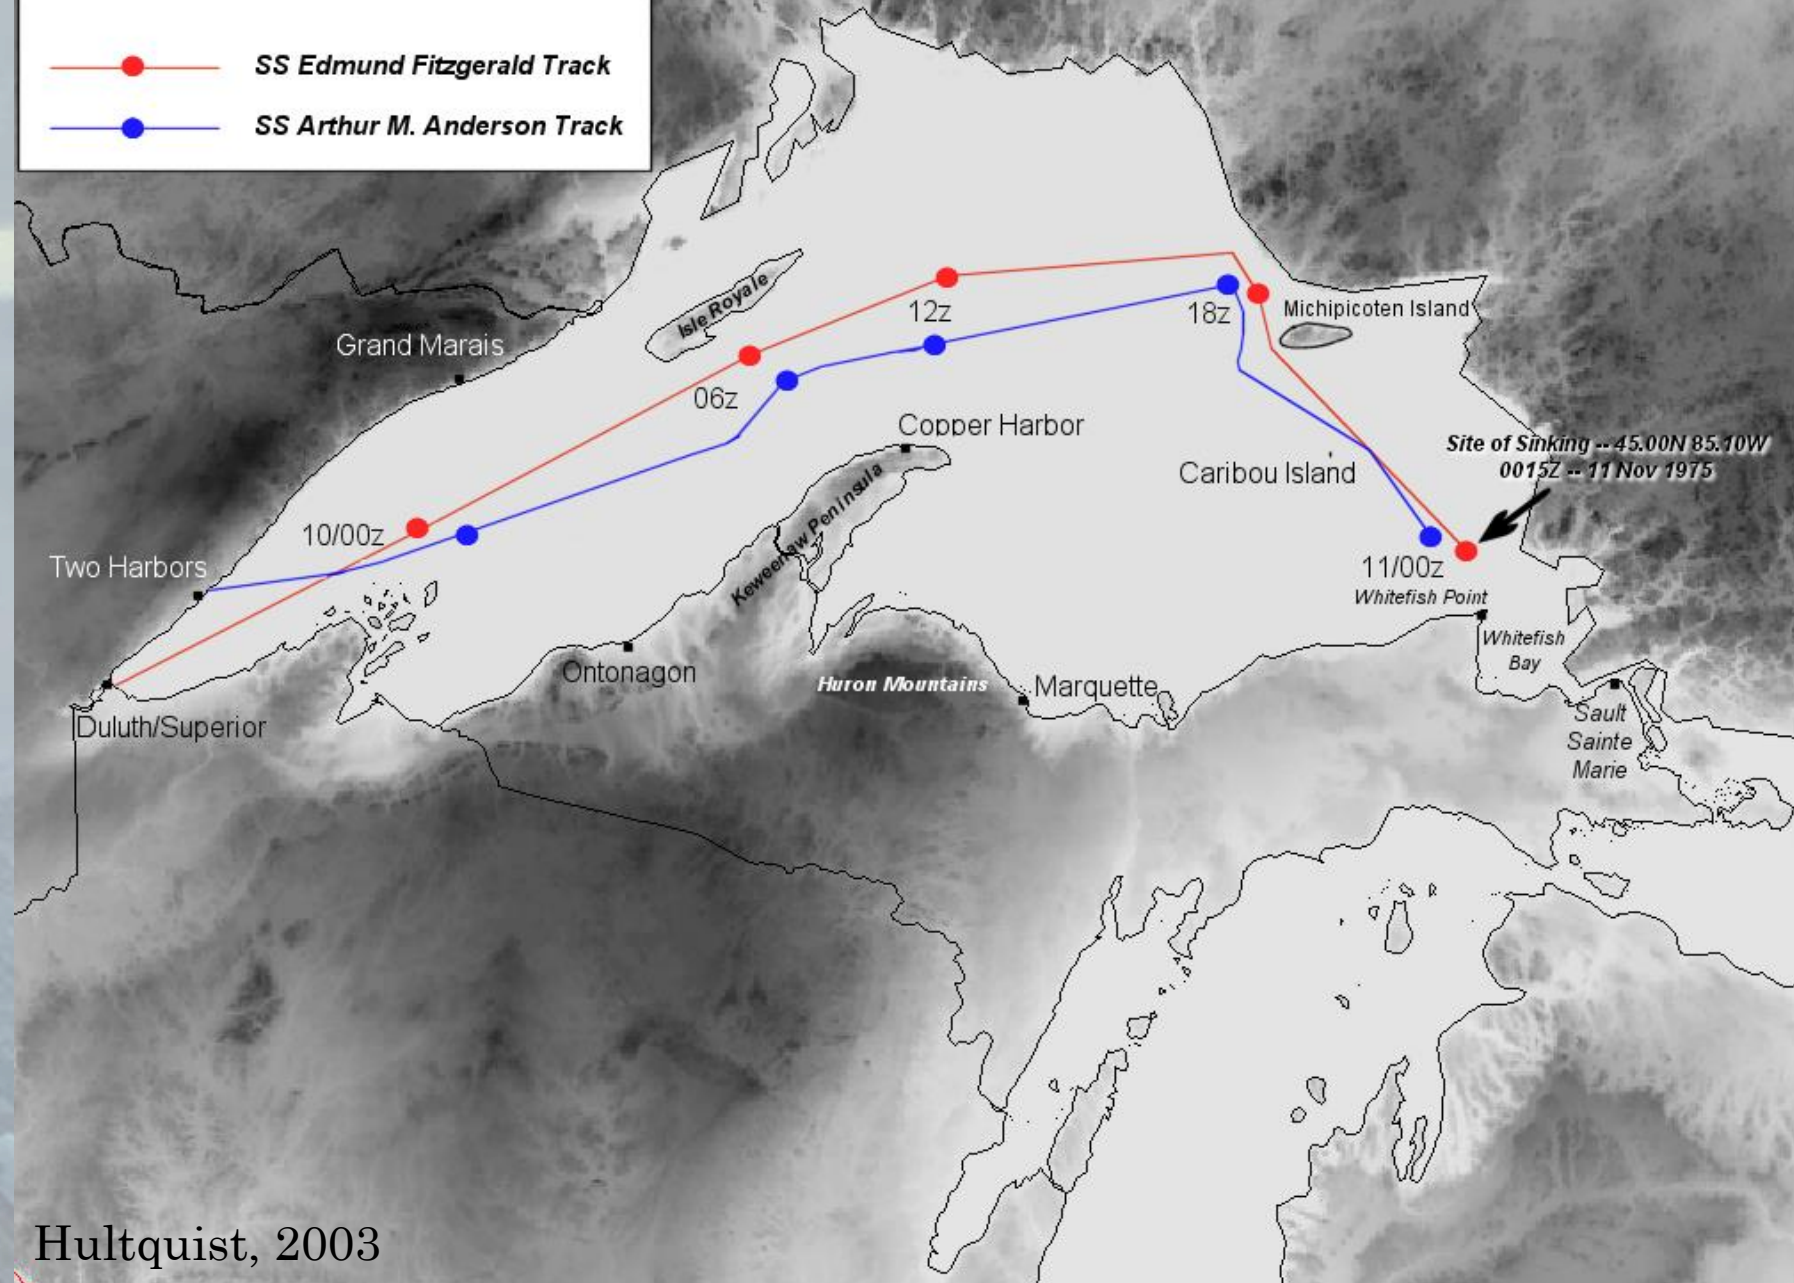 SS Edmund Fitzgerald Track
SS Arthur M. Anderson Track
Isle Royale
12z
18z
Michipicoten Island
Grand Marais
06z
Copper Harbor
Site of Sinking -- 45.00N 85.10W
0015Z -- 11 Nov 1975
Caribou Island
Keweenaw Peninsula
10/00z
Two Harbors
11/00z
Whitefish Point
Whitefish
Bay
Ontonagon
Huron Mountains
Marquette
Duluth/Superior
Sault
Sainte
Marie
Hultquist, 2003